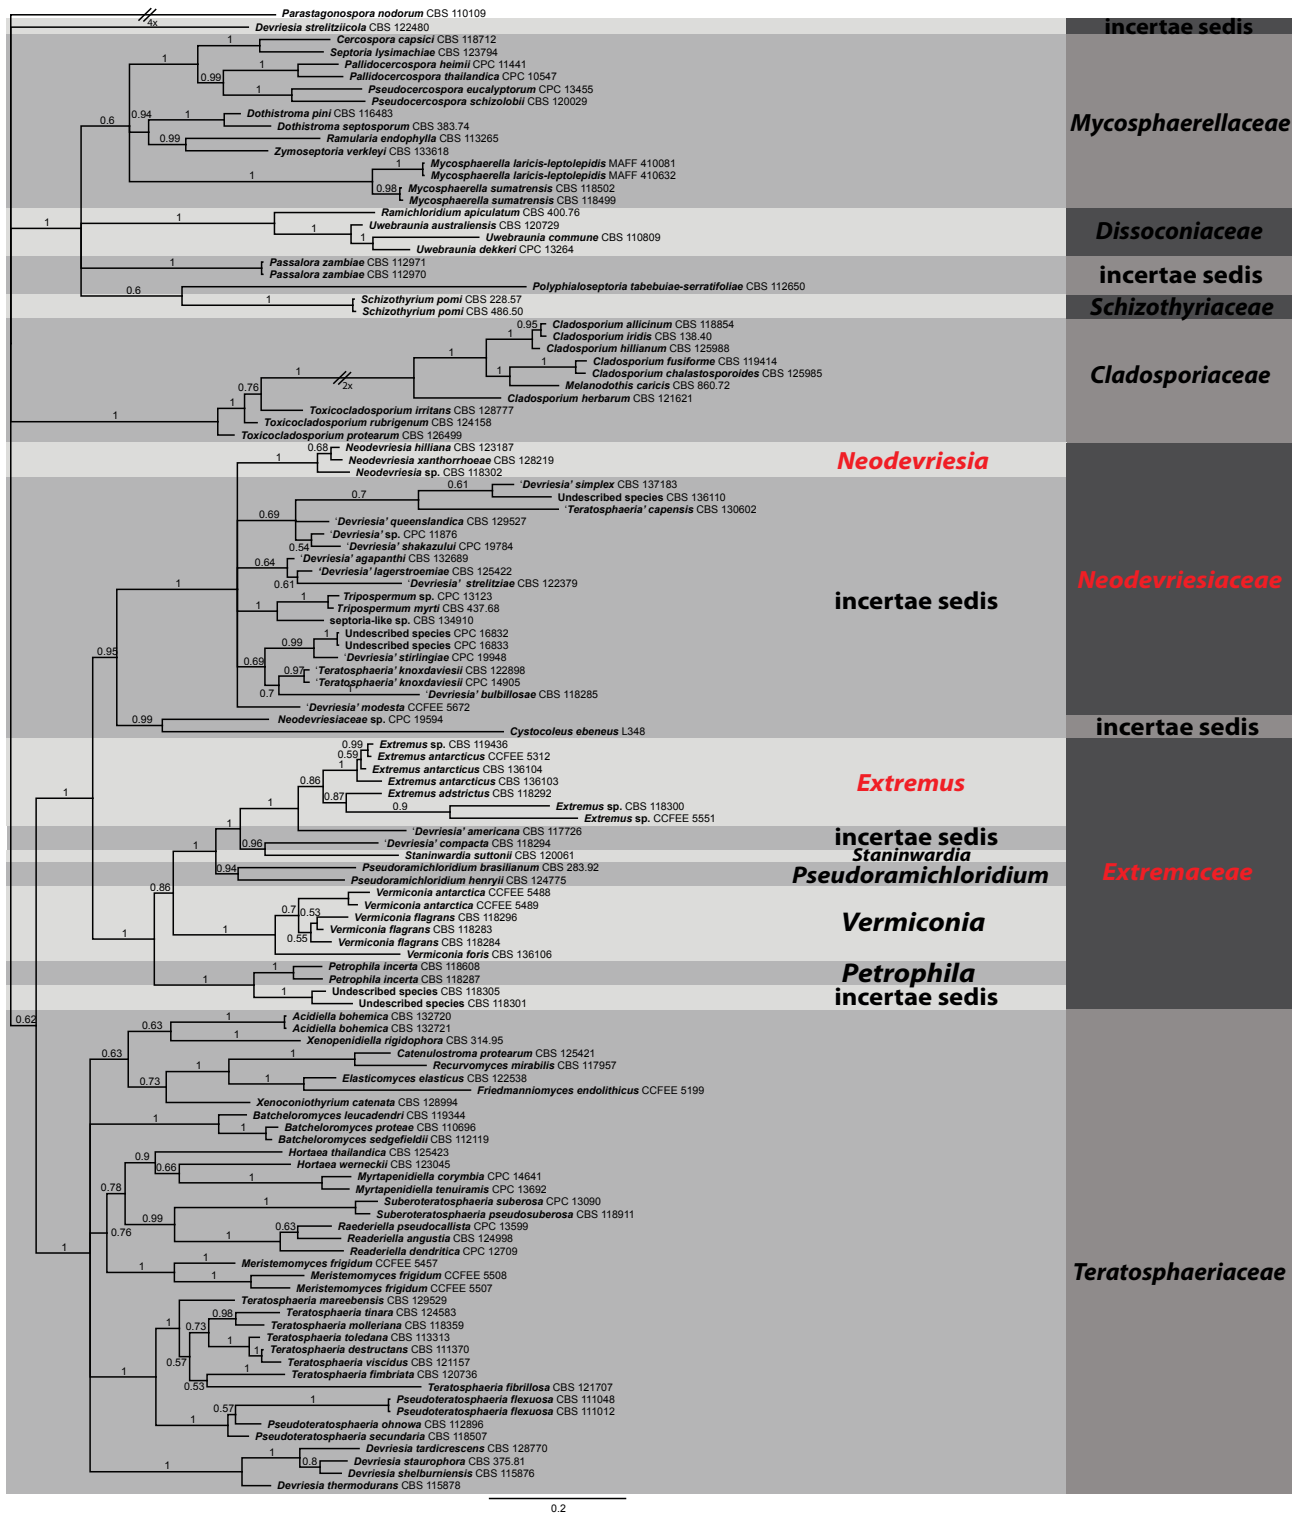 Parastagonospora nodorum CBS 110109
4x
Devriesia strelitziicola CBS 122480
incertae sedis
1 Cercospora capsici CBS 118712
1 Septoria lysimachiae CBS 123794
1 Pallidocercospora heimii CPC 11441
0.99 Pallidocercospora thailandica CPC 10547
1 Pseudocercospora eucalyptorum CPC 13455
Pseudocercospora schizolobii CBS 120029
0.6 0.94 1 Dothistroma pini CBS 116483
Dothistroma septosporum CBS 383.74
Mycosphaerellaceae
0.99 Ramularia endophylla CBS 113265
Zymoseptoria verkleyi CBS 133618
1 Mycosphaerella laricis-leptolepidis MAFF 410081
1 Mycosphaerella laricis-leptolepidis MAFF 410632
0.98 Mycosphaerella sumatrensis CBS 118502
Mycosphaerella sumatrensis CBS 118499
1 Ramichloridium apiculatum CBS 400.76
1 1 Uwebraunia australiensis CBS 120729
1 Uwebraunia commune CBS 110809
Uwebraunia dekkeri CPC 13264
Dissoconiaceae
1 Passalora zambiae CBS 112971
Passalora zambiae CBS 112970
incertae sedis
0.6 Polyphialoseptoria tabebuiae-serratifoliae CBS 112650
1 Schizothyrium pomi CBS 228.57
Schizothyrium pomi CBS 486.50
Schizothyriaceae
0.95 Cladosporium allicinum CBS 118854
1 Cladosporium iridis CBS 138.40
1 Cladosporium hillianum CBS 125988
1 Cladosporium fusiforme CBS 119414
1 Cladosporium chalastosporoides CBS 125985
1 2x Melanodothis caricis CBS 860.72
0.76 Cladosporium herbarum CBS 121621
Cladosporiaceae
1 Toxicocladosporium irritans CBS 128777
1 Toxicocladosporium rubrigenum CBS 124158
Toxicocladosporium protearum CBS 126499
0.68 Neodevriesia hilliana CBS 123187
1 Neodevriesia xanthorrhoeae CBS 128219
Neodevriesia sp. CBS 118302
Neodevriesia
0.61 'Devriesia' simplex CBS 137183
0.7 Undescribed species CBS 136110
'Teratosphaeria' capensis CBS 130602
0.69 'Devriesia' queenslandica CBS 129527
'Devriesia' sp. CPC 11876
0.54 'Devriesia' shakazului CPC 19784
0.64 'Devriesia' agapanthi CBS 132689
'Devriesia' lagerstroemiae CBS 125422
1 0.61 'Devriesia' strelitziae CBS 122379
Neodevriesiaceae
1 Tripospermum sp. CPC 13123
1 Tripospermum myrti CBS 437.68
septoria-like sp. CBS 134910
incertae sedis
1 Undescribed species CPC 16832
0.99 Undescribed species CPC 16833
'Devriesia' stirlingiae CPC 19948
0.95 0.69 0.97 'Teratosphaeria' knoxdaviesii CBS 122898
'Teratosphaeria' knoxdaviesii CPC 14905
0.7 1 'Devriesia' bulbillosae CBS 118285
'Devriesia' modesta CCFEE 5672
0.99 Neodevriesiaceae sp. CPC 19594
Cystocoleus ebeneus L348
incertae sedis
0.99 Extremus sp. CBS 119436
0.59 Extremus antarcticus CCFEE 5312
1 Extremus antarcticus CBS 136104
0.86 Extremus antarcticus CBS 136103
1 0.87 Extremus adstrictus CBS 118292
1 0.9 Extremus sp. CBS 118300
Extremus sp. CCFEE 5551
Extremus
1 'Devriesia' americana CBS 117726
0.96 'Devriesia' compacta CBS 118294
incertae sedis
1 Staninwardia suttonii CBS 120061
Staninwardia
0.94 Pseudoramichloridium brasilianum CBS 283.92
Pseudoramichloridium henryii CBS 124775
Pseudoramichloridium
Extremaceae
0.86 Vermiconia antarctica CCFEE 5488
Vermiconia antarctica CCFEE 5489
0.7 0.53 Vermiconia flagrans CBS 118296
1 Vermiconia flagrans CBS 118283
1 0.55 Vermiconia flagrans CBS 118284
Vermiconia foris CBS 136106
Vermiconia
1 Petrophila incerta CBS 118608
1 Petrophila incerta CBS 118287
Petrophila
1 Undescribed species CBS 118305
Undescribed species CBS 118301
incertae sedis
0.62 1 Acidiella bohemica CBS 132720
0.63 Acidiella bohemica CBS 132721
1 Xenopenidiella rigidophora CBS 314.95
0.63 1 Catenulostroma protearum CBS 125421
1 Recurvomyces mirabilis CBS 117957
0.73 1 Elasticomyces elasticus CBS 122538
Friedmanniomyces endolithicus CCFEE 5199
Xenoconiothyrium catenata CBS 128994
1 Batcheloromyces leucadendri CBS 119344
1 Batcheloromyces proteae CBS 110696
Batcheloromyces sedgefieldii CBS 112119
0.9 Hortaea thailandica CBS 125423
0.66 Hortaea werneckii CBS 123045
1 Myrtapenidiella corymbia CPC 14641
0.78 Myrtapenidiella tenuiramis CPC 13692
1 Suberoteratosphaeria suberosa CPC 13090
0.99 Suberoteratosphaeria pseudosuberosa CBS 118911
0.76 0.63 Raederiella pseudocallista CPC 13599
1 Readeriella angustia CBS 124998
1 Readeriella dendritica CPC 12709
1 Meristemomyces frigidum CCFEE 5457
1 1 Meristemomyces frigidum CCFEE 5508
Meristemomyces frigidum CCFEE 5507
Teratosphaeriaceae
Teratosphaeria mareebensis CBS 129529
0.98 Teratosphaeria tinara CBS 124583
1 0.73 Teratosphaeria molleriana CBS 118359
1 Teratosphaeria toledana CBS 113313
1 Teratosphaeria destructans CBS 111370
0.57 Teratosphaeria viscidus CBS 121157
1 1 Teratosphaeria fimbriata CBS 120736
0.53 Teratosphaeria fibrillosa CBS 121707
1 Pseudoteratosphaeria flexuosa CBS 111048
0.57 Pseudoteratosphaeria flexuosa CBS 111012
1 Pseudoteratosphaeria ohnowa CBS 112896
Pseudoteratosphaeria secundaria CBS 118507
1 Devriesia tardicrescens CBS 128770
1 0.8 Devriesia staurophora CBS 375.81
Devriesia shelburniensis CBS 115876
Devriesia thermodurans CBS 115878
0.2